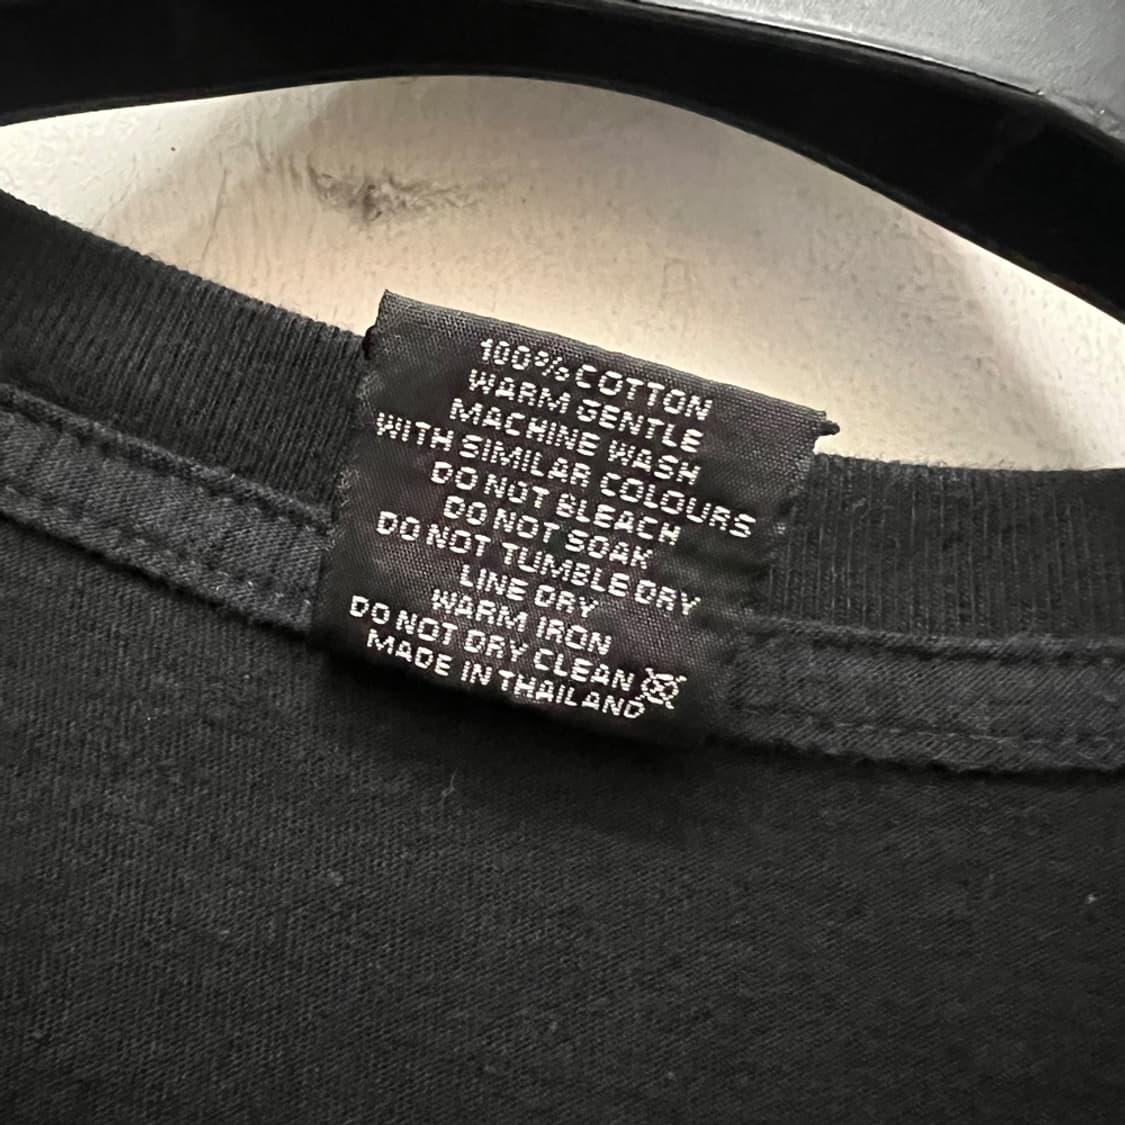 100% COTTON
WARM GENTLE
MACHINE WASH
WITH SIMILAR COLOURS
DO NOT BLEACH
DO NOT SOAK
DO NOT TUMBLE DRY
LINE DRY
WARM IRON
DO NOT DRY CLEAN
MADE IN THAILAND